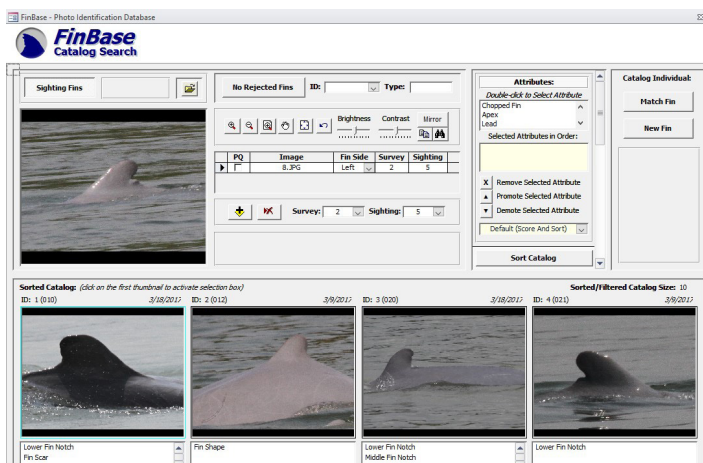 FinBase - Photo Identification Database
FinBase
Catalog Search
Sighting Fins
No Rejected Fins ID: Type:
Brightness Contrast Mirror
PQ Image Fin Side Survey Sighting
8.JPG Left 2 5
Survey: 2 Sighting: 5
Attributes:
Double-click to Select Attribute
Chopped Fin
Apex
Lead
Selected Attributes in Order:
X Remove Selected Attribute
Promote Selected Attribute
Demote Selected Attribute
Default (Score And Sort)
Sort Catalog
Catalog Individual:
Match Fin
New Fin
Sorted Catalog: (click on the first thumbnail to activate selection box) Sorted/Filtered Catalog Size: 10
ID: 1 (010) 3/18/2017 ID: 2 (012) 3/9/2017 ID: 3 (020) 3/18/2017 ID: 4 (021) 3/9/2017
Lower Fin Notch Fin Shape Lower Fin Notch Lower Fin Notch
Fin Scar Middle Fin Notch